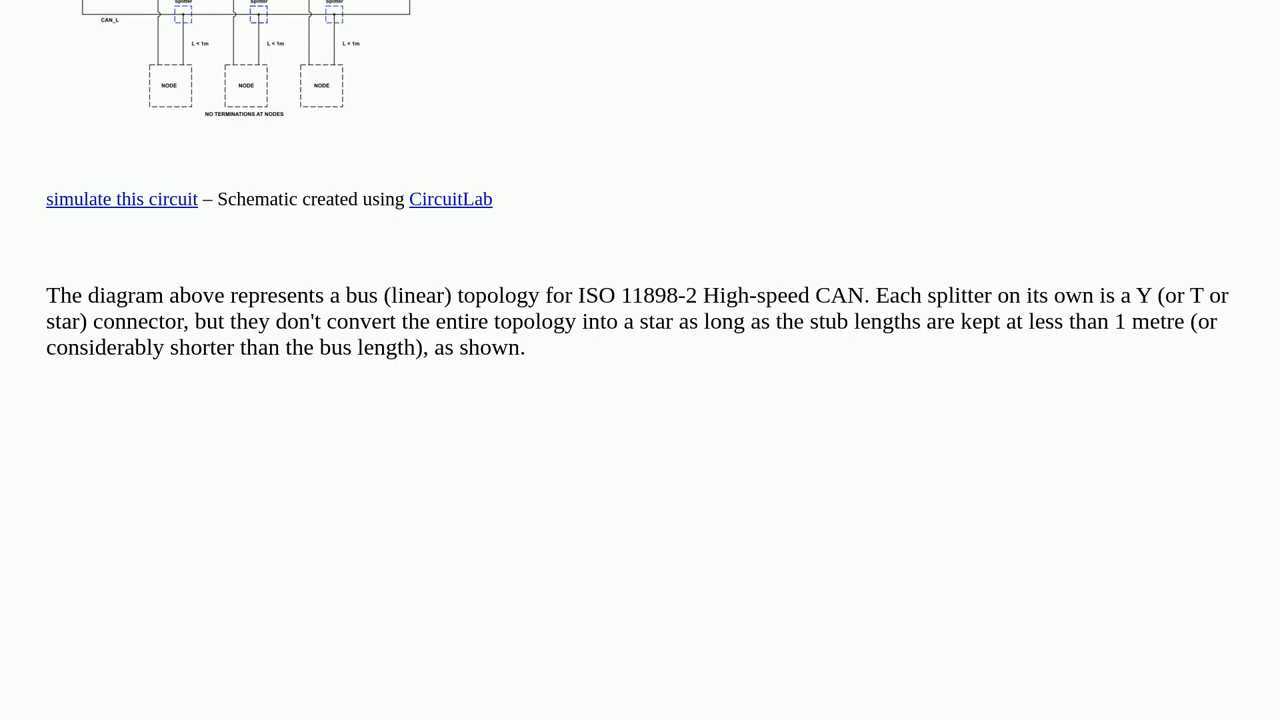 Splitter Splitter Splitter
CAN_L
L < 1m L < 1m L < 1m
NODE NODE NODE
NO TERMINATIONS AT NODES
simulate this circuit – Schematic created using CircuitLab
The diagram above represents a bus (linear) topology for ISO 11898-2 High-speed CAN. Each splitter on its own is a Y (or T or
star) connector, but they don't convert the entire topology into a star as long as the stub lengths are kept at less than 1 metre (or
considerably shorter than the bus length), as shown.